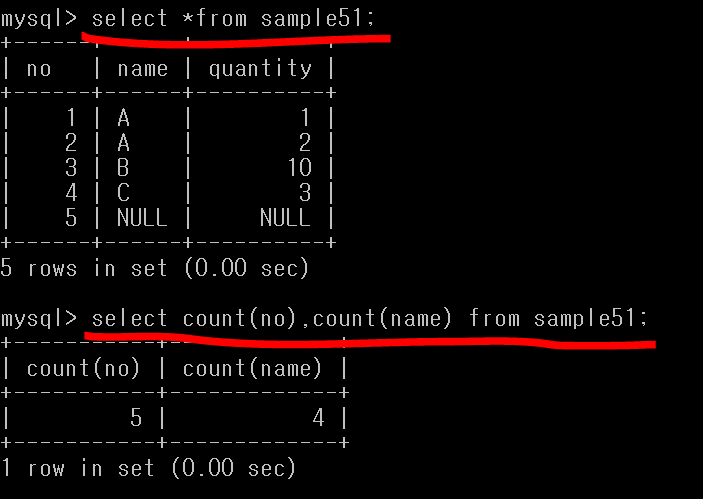 mysql> select *from sample51;
+------+------+----------+
| no   | name | quantity |
+------+------+----------+
|    1 | A    |        1 |
|    2 | A    |        2 |
|    3 | B    |       10 |
|    4 | C    |        3 |
|    5 | NULL |     NULL |
+------+------+----------+
5 rows in set (0.00 sec)
mysql> select count(no),count(name) from sample51;
+-----------+-------------+
| count(no) | count(name) |
+-----------+-------------+
|         5 |           4 |
+-----------+-------------+
1 row in set (0.00 sec)